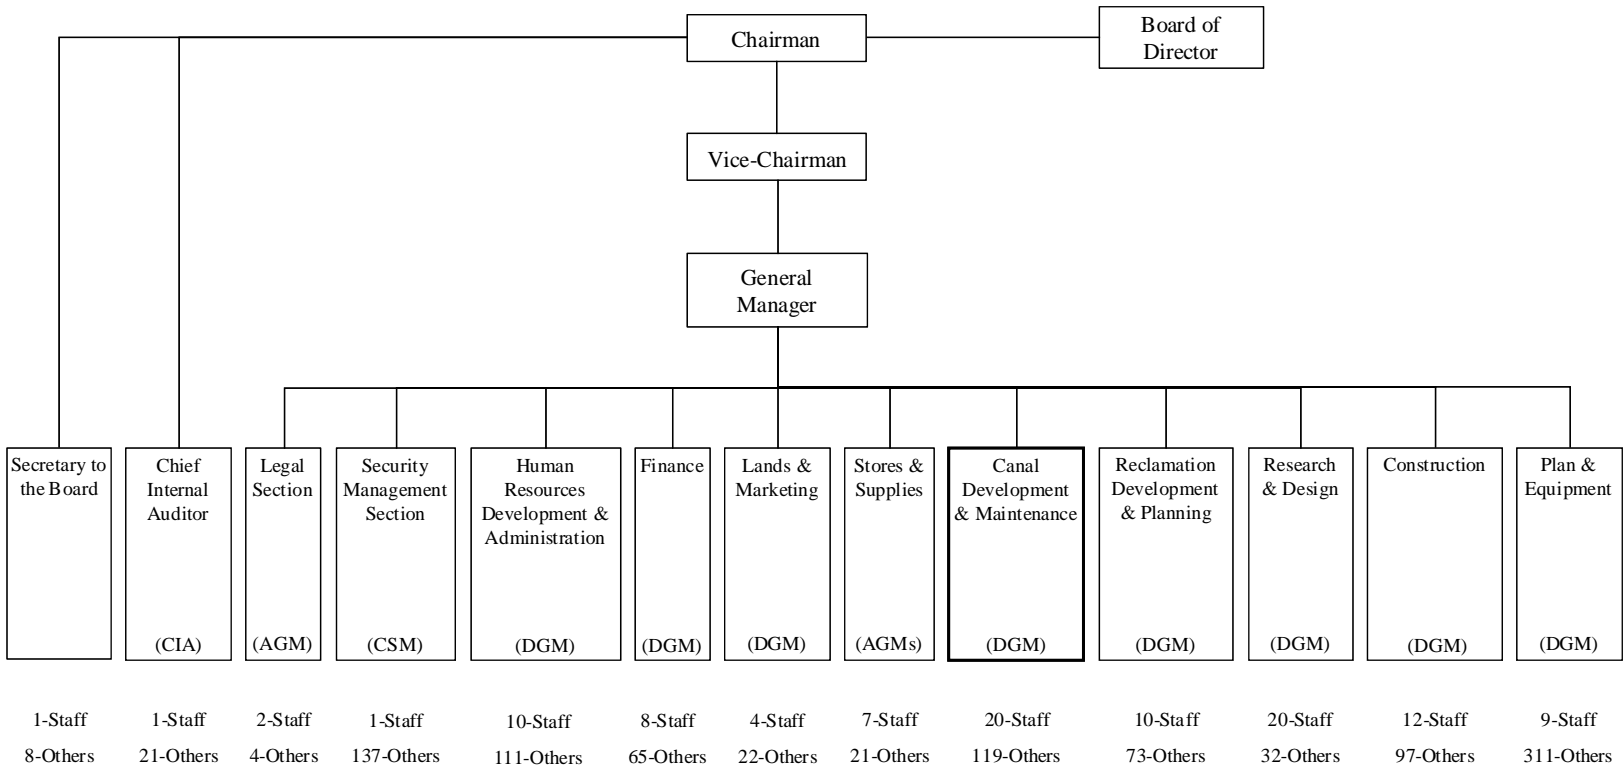 Chairman
Board of
Director
Vice-Chairman
General
Manager
Secretary to
the Board
Chief
Internal
Auditor
(CIA)
Legal
Section
(AGM)
Security
Management
Section
(CSM)
Human
Resources
Development &
Administration
(DGM)
Finance
(DGM)
Lands &
Marketing
(DGM)
Stores &
Supplies
(AGMs)
Canal
Development
& Maintenance
(DGM)
Reclamation
Development
& Planning
(DGM)
Research
& Design
(DGM)
Construction
(DGM)
Plan &
Equipment
(DGM)
1-Staff
8-Others
1-Staff
21-Others
2-Staff
4-Others
1-Staff
137-Others
10-Staff
111-Others
8-Staff
65-Others
4-Staff
22-Others
7-Staff
21-Others
20-Staff
119-Others
10-Staff
73-Others
20-Staff
32-Others
12-Staff
97-Others
9-Staff
311-Others